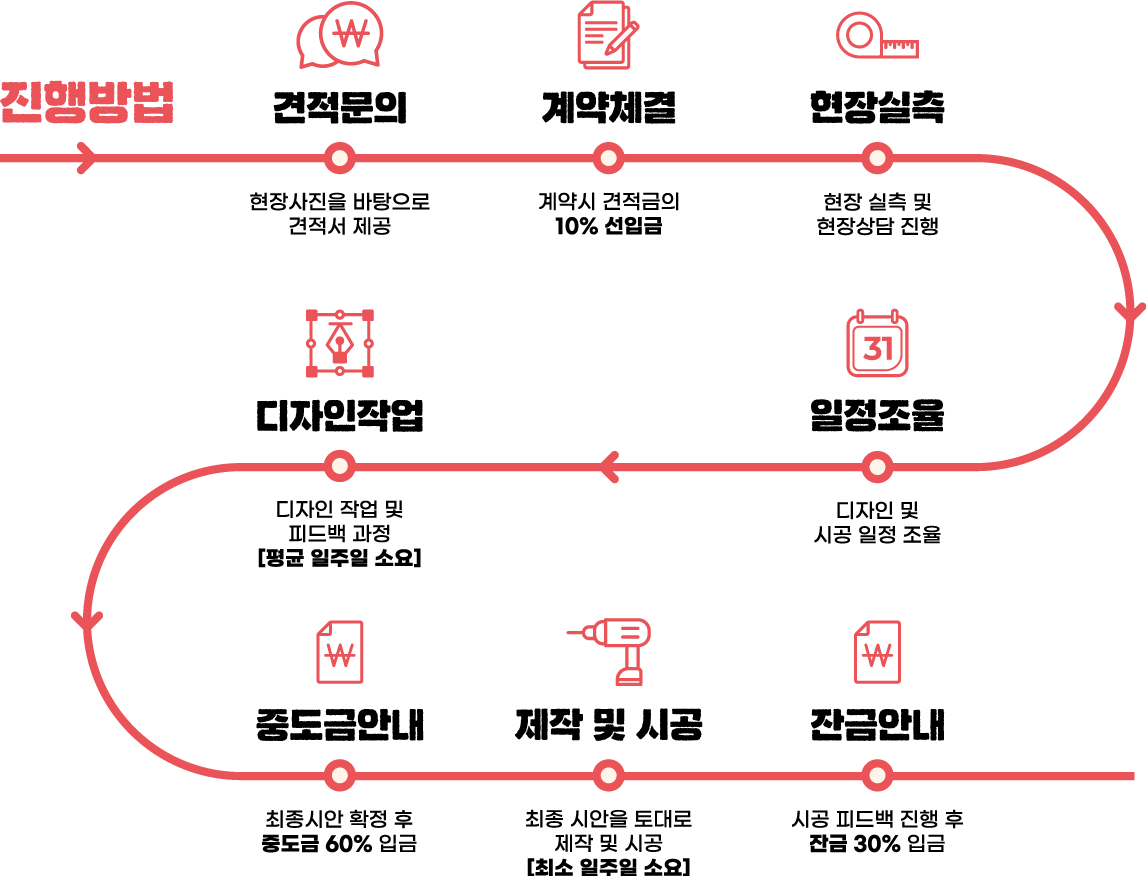 진행방법
₩
견적문의
현장사진을 바탕으로
견적서 제공
계약체결
계약시 견적금의
10% 선입금
현장실측
현장 실측 및
현장상담 진행
31
일정조율
디자인 및
시공 일정 조율
디자인작업
디자인 작업 및
피드백 과정
[평균 일주일 소요]
₩
중도금안내
최종시안 확정 후
중도금 60% 입금
제작 및 시공
최종 시안을 토대로
제작 및 시공
[최소 일주일 소요]
₩
잔금안내
시공 피드백 진행 후
잔금 30% 입금